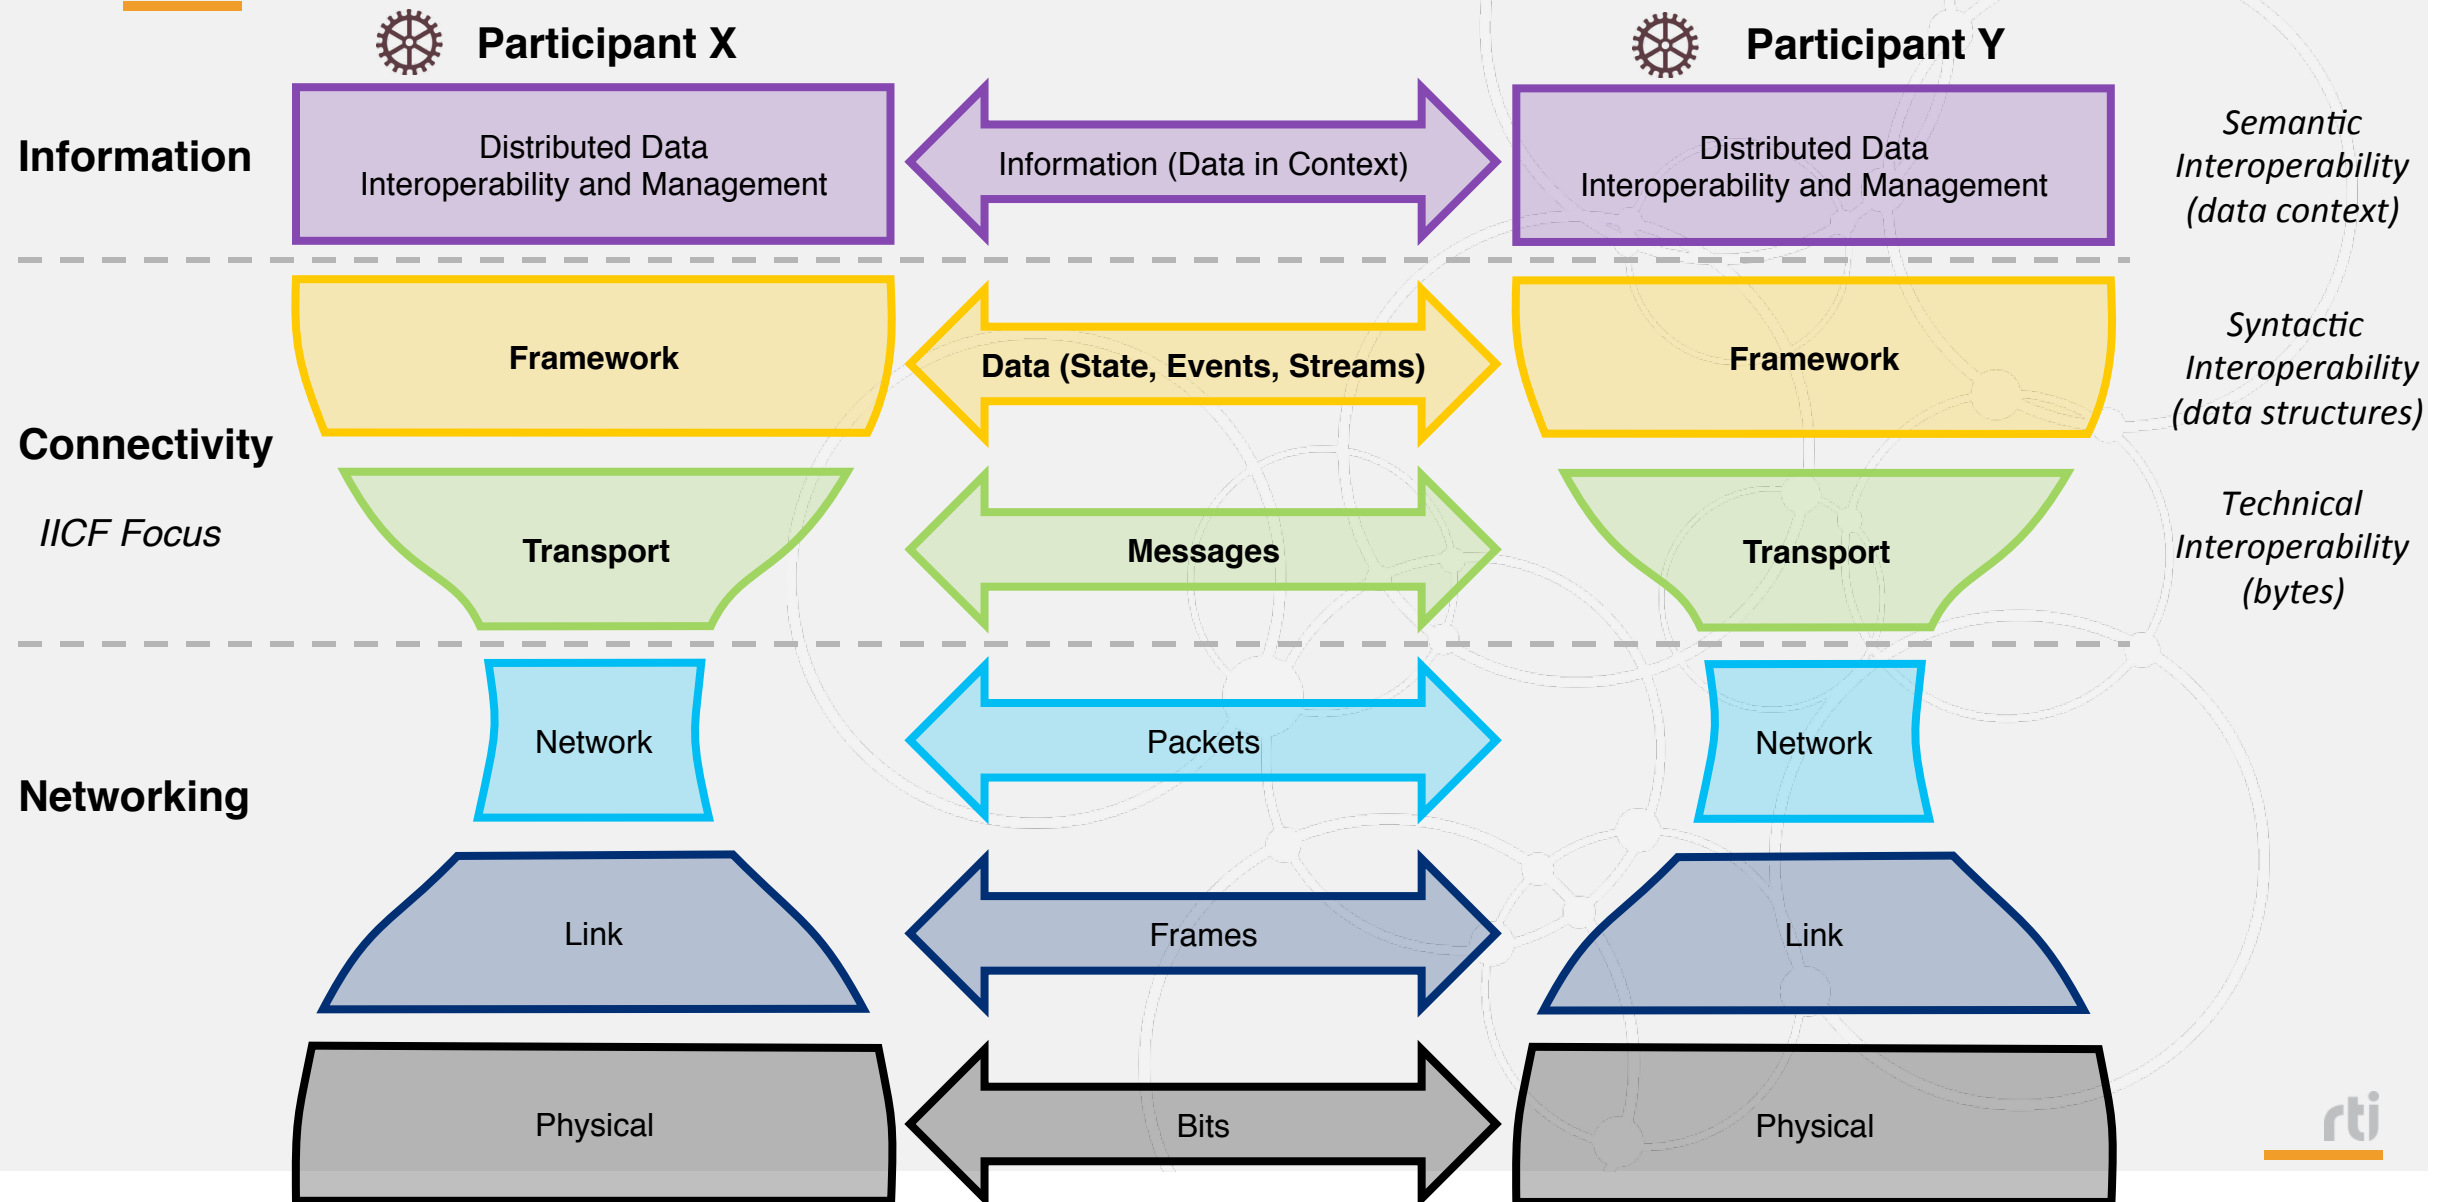 Participant X
Participant Y
Information
Distributed Data
Interoperability and Management
Information (Data in Context)
Distributed Data
Interoperability and Management
Semantic
Interoperability
(data context)
Framework
Data (State, Events, Streams)
Framework
Syntactic
Interoperability
(data structures)
Connectivity
IICF Focus
Transport
Messages
Transport
Technical
Interoperability
(bytes)
Networking
Network
Packets
Network
Link
Frames
Link
Physical
Bits
Physical
rti